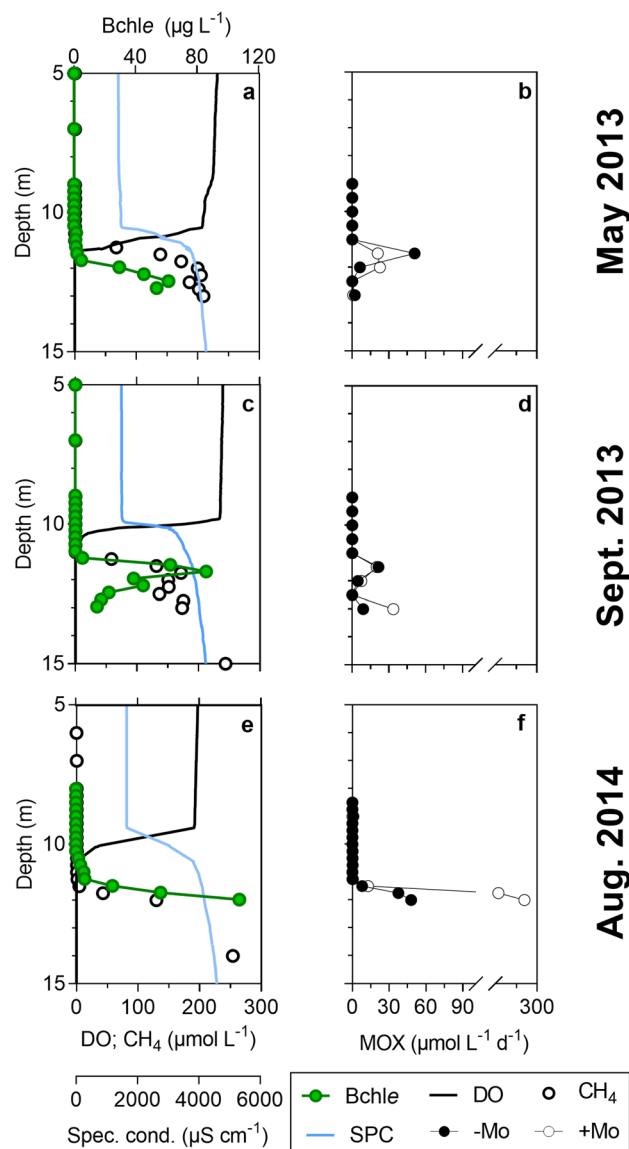 Bchle (µg L⁻¹)
0 40 80 120
a b
5
10
15
Depth (m)
May 2013
c d
5
10
15
Depth (m)
Sept. 2013
e f
5
10
15
Depth (m)
Aug. 2014
0 100 200 300 0 30 60 90 300
DO; CH₄ (µmol L⁻¹) MOX (µmol L⁻¹ d⁻¹)
0 2000 4000 6000
Spec. cond. (µS cm⁻¹)
Bchle DO CH₄
SPC -Mo +Mo